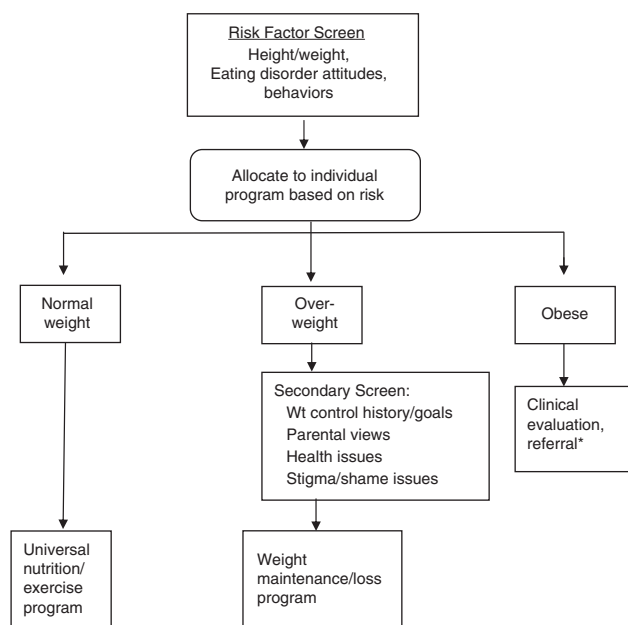 Risk Factor Screen
Height/weight,
Eating disorder attitudes,
behaviors
Allocate to individual
program based on risk
Normal
weight
Over-
weight
Obese
Secondary Screen:
Wt control history/goals
Parental views
Health issues
Stigma/shame issues
Clinical
evaluation,
referral*
Universal
nutrition/
exercise
program
Weight
maintenance/loss
program